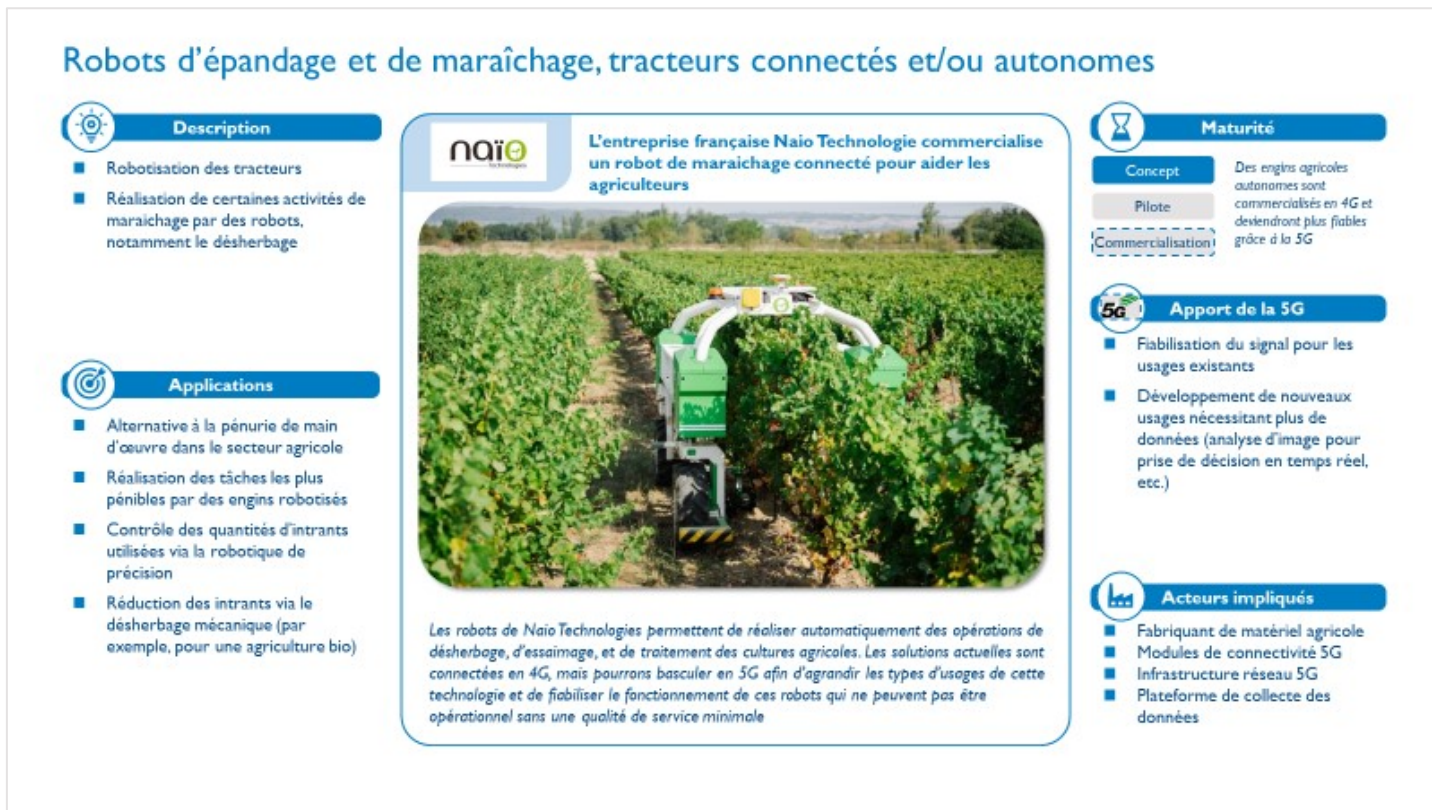 Robots d’épandage et de maraîchage, tracteurs connectés et/ou autonomes
Description
Robotisation des tracteurs
Réalisation de certaines activités de
maraichage par des robots,
notamment le désherbage
Applications
Alternative à la pénurie de main
d’œuvre dans le secteur agricole
Réalisation des tâches les plus
pénibles par des engins robotisés
Contrôle des quantités d’intrants
utilisées via la robotique de
précision
Réduction des intrants via le
désherbage mécanique (par
exemple, pour une agriculture bio)
naïo
Technologies
L’entreprise française Naio Technologie commercialise
un robot de maraichage connecté pour aider les
agriculteurs
Les robots de Naio Technologies permettent de réaliser automatiquement des opérations de
désherbage, d’essaimage, et de traitement des cultures agricoles. Les solutions actuelles sont
connectées en 4G, mais pourrons basculer en 5G afin d’agrandir les types d’usages de cette
technologie et de fiabiliser le fonctionnement de ces robots qui ne peuvent pas être
opérationnel sans une qualité de service minimale
Maturité
Concept
Pilote
Commercialisation
Des engins agricoles
autonomes sont
commercialisés en 4G et
deviendront plus fiables
grâce à la 5G
5G
Apport de la 5G
Fiabilisation du signal pour les
usages existants
Développement de nouveaux
usages nécessitant plus de
données (analyse d’image pour
prise de décision en temps réel,
etc.)
Acteurs impliqués
Fabriquant de matériel agricole
Modules de connectivité 5G
Infrastructure réseau 5G
Plateforme de collecte des
données